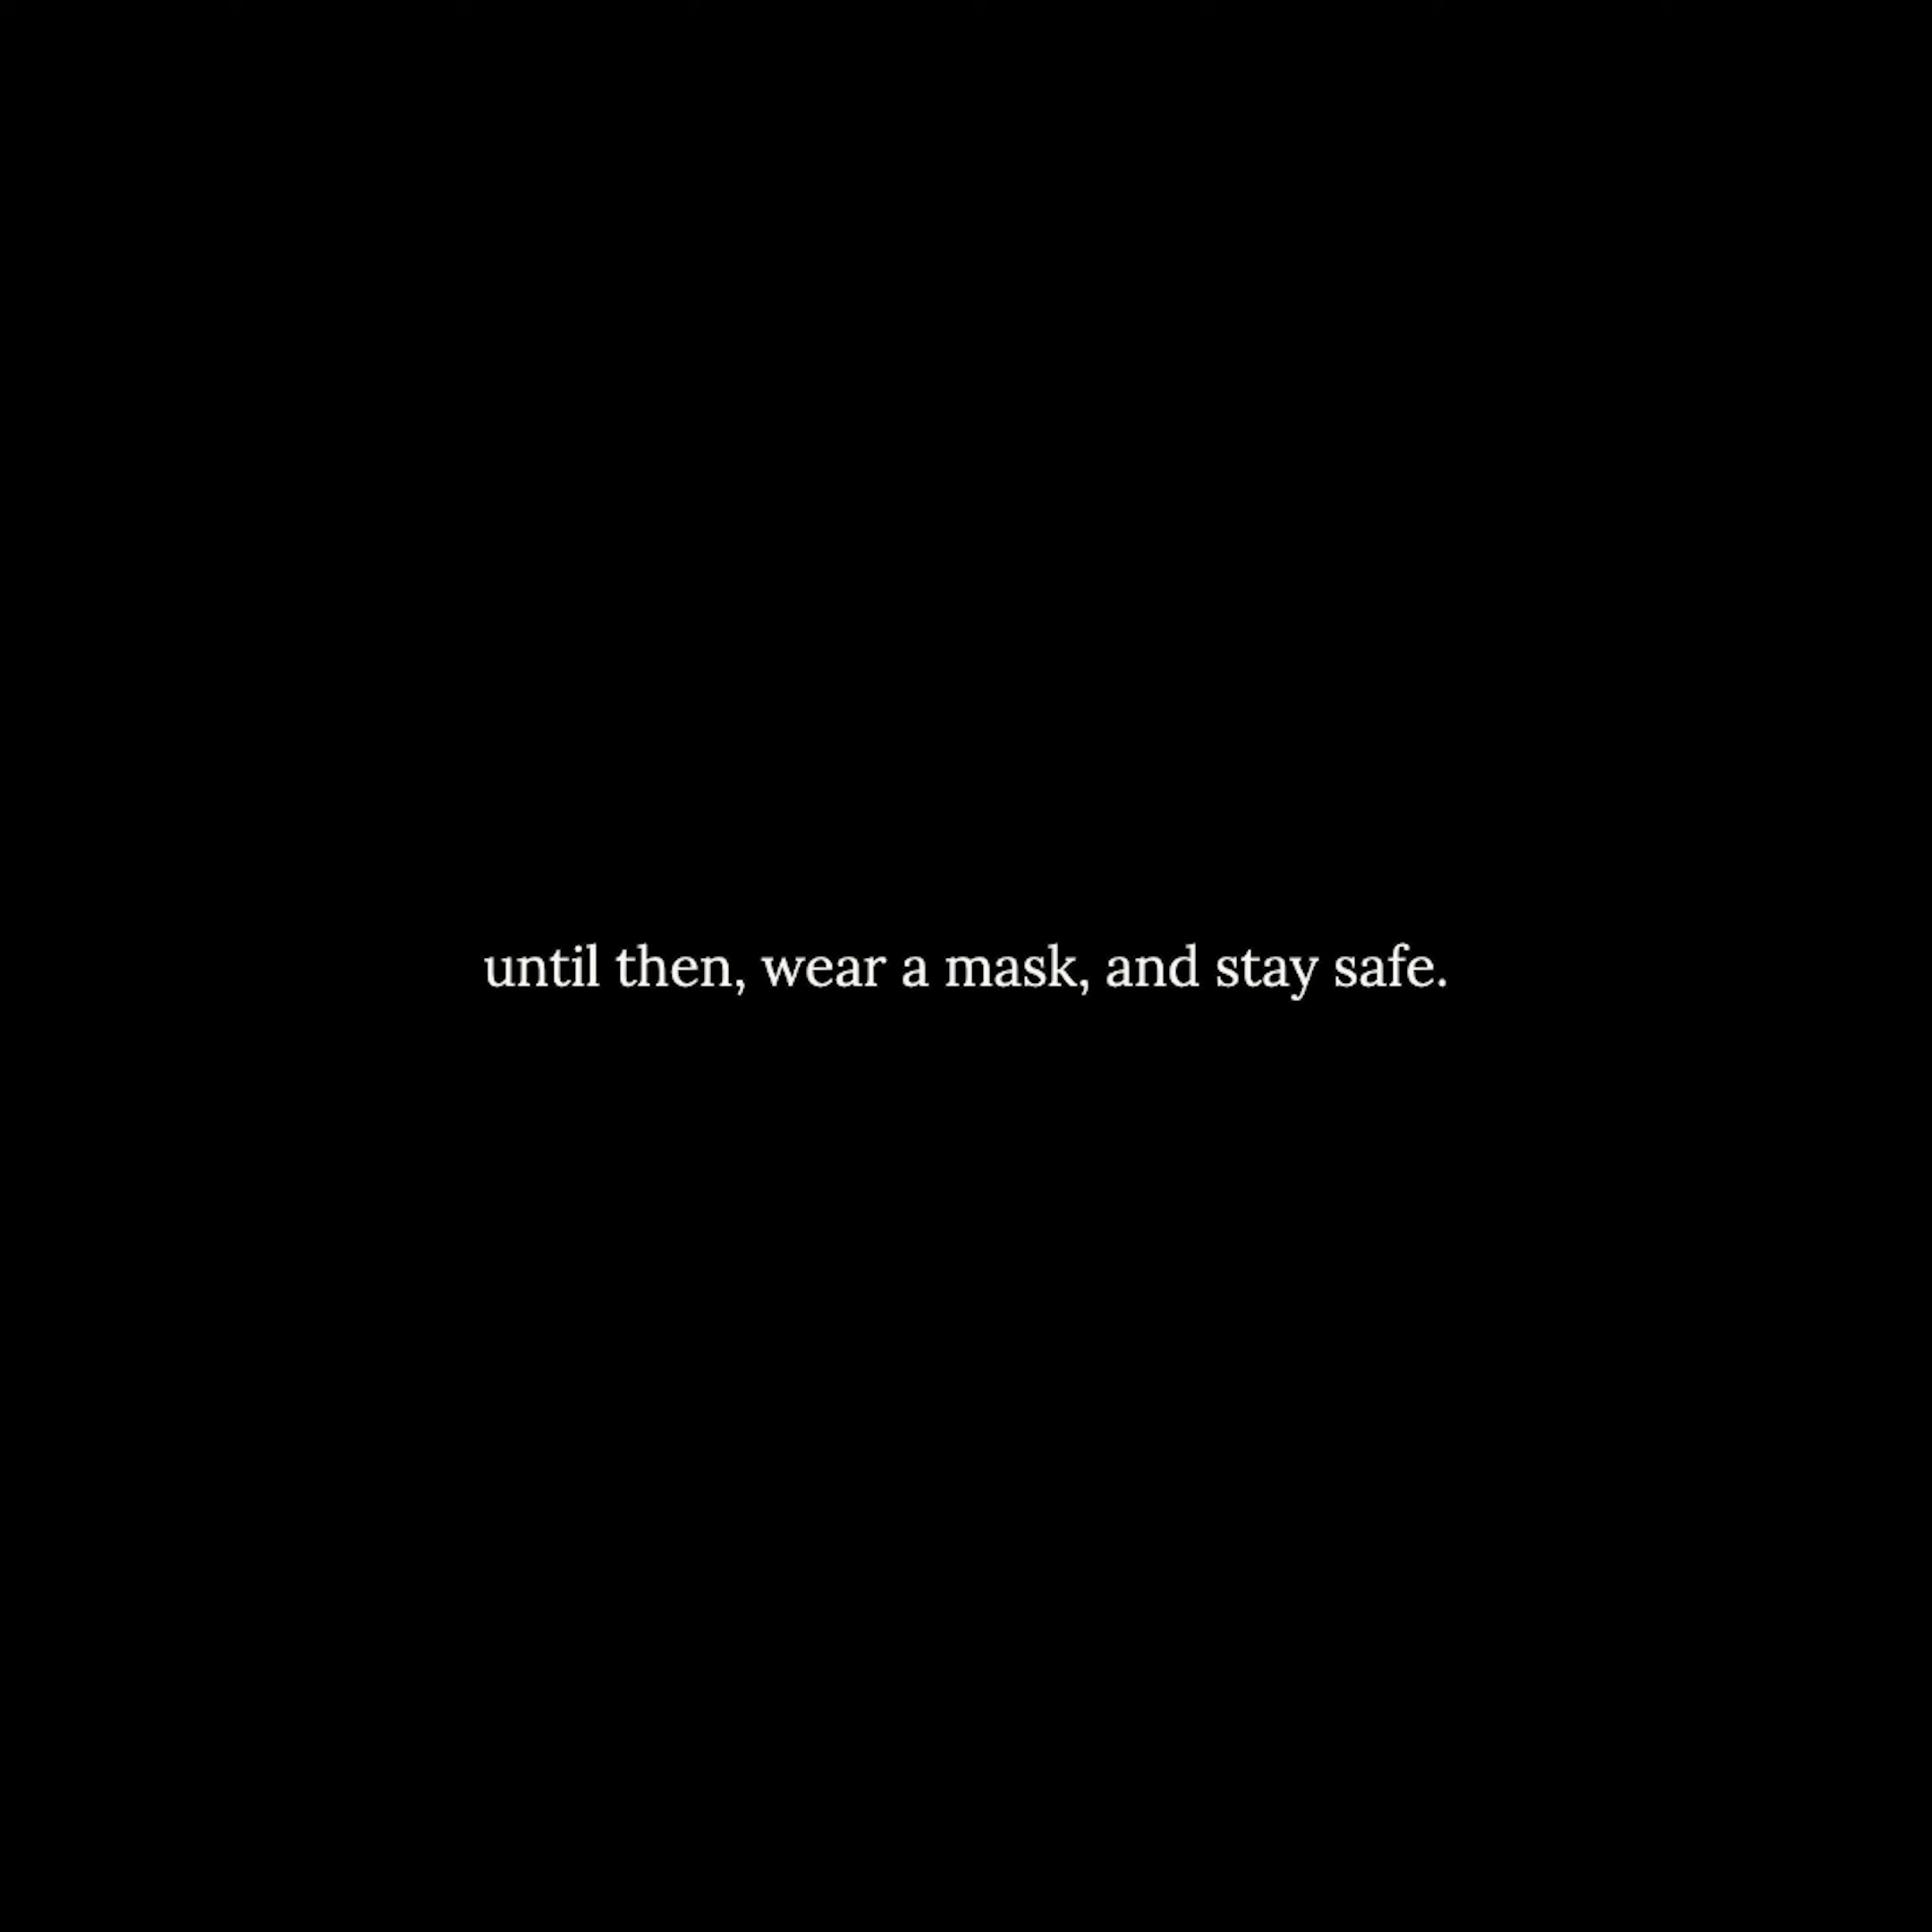 until then, wear a mask, and stay safe.